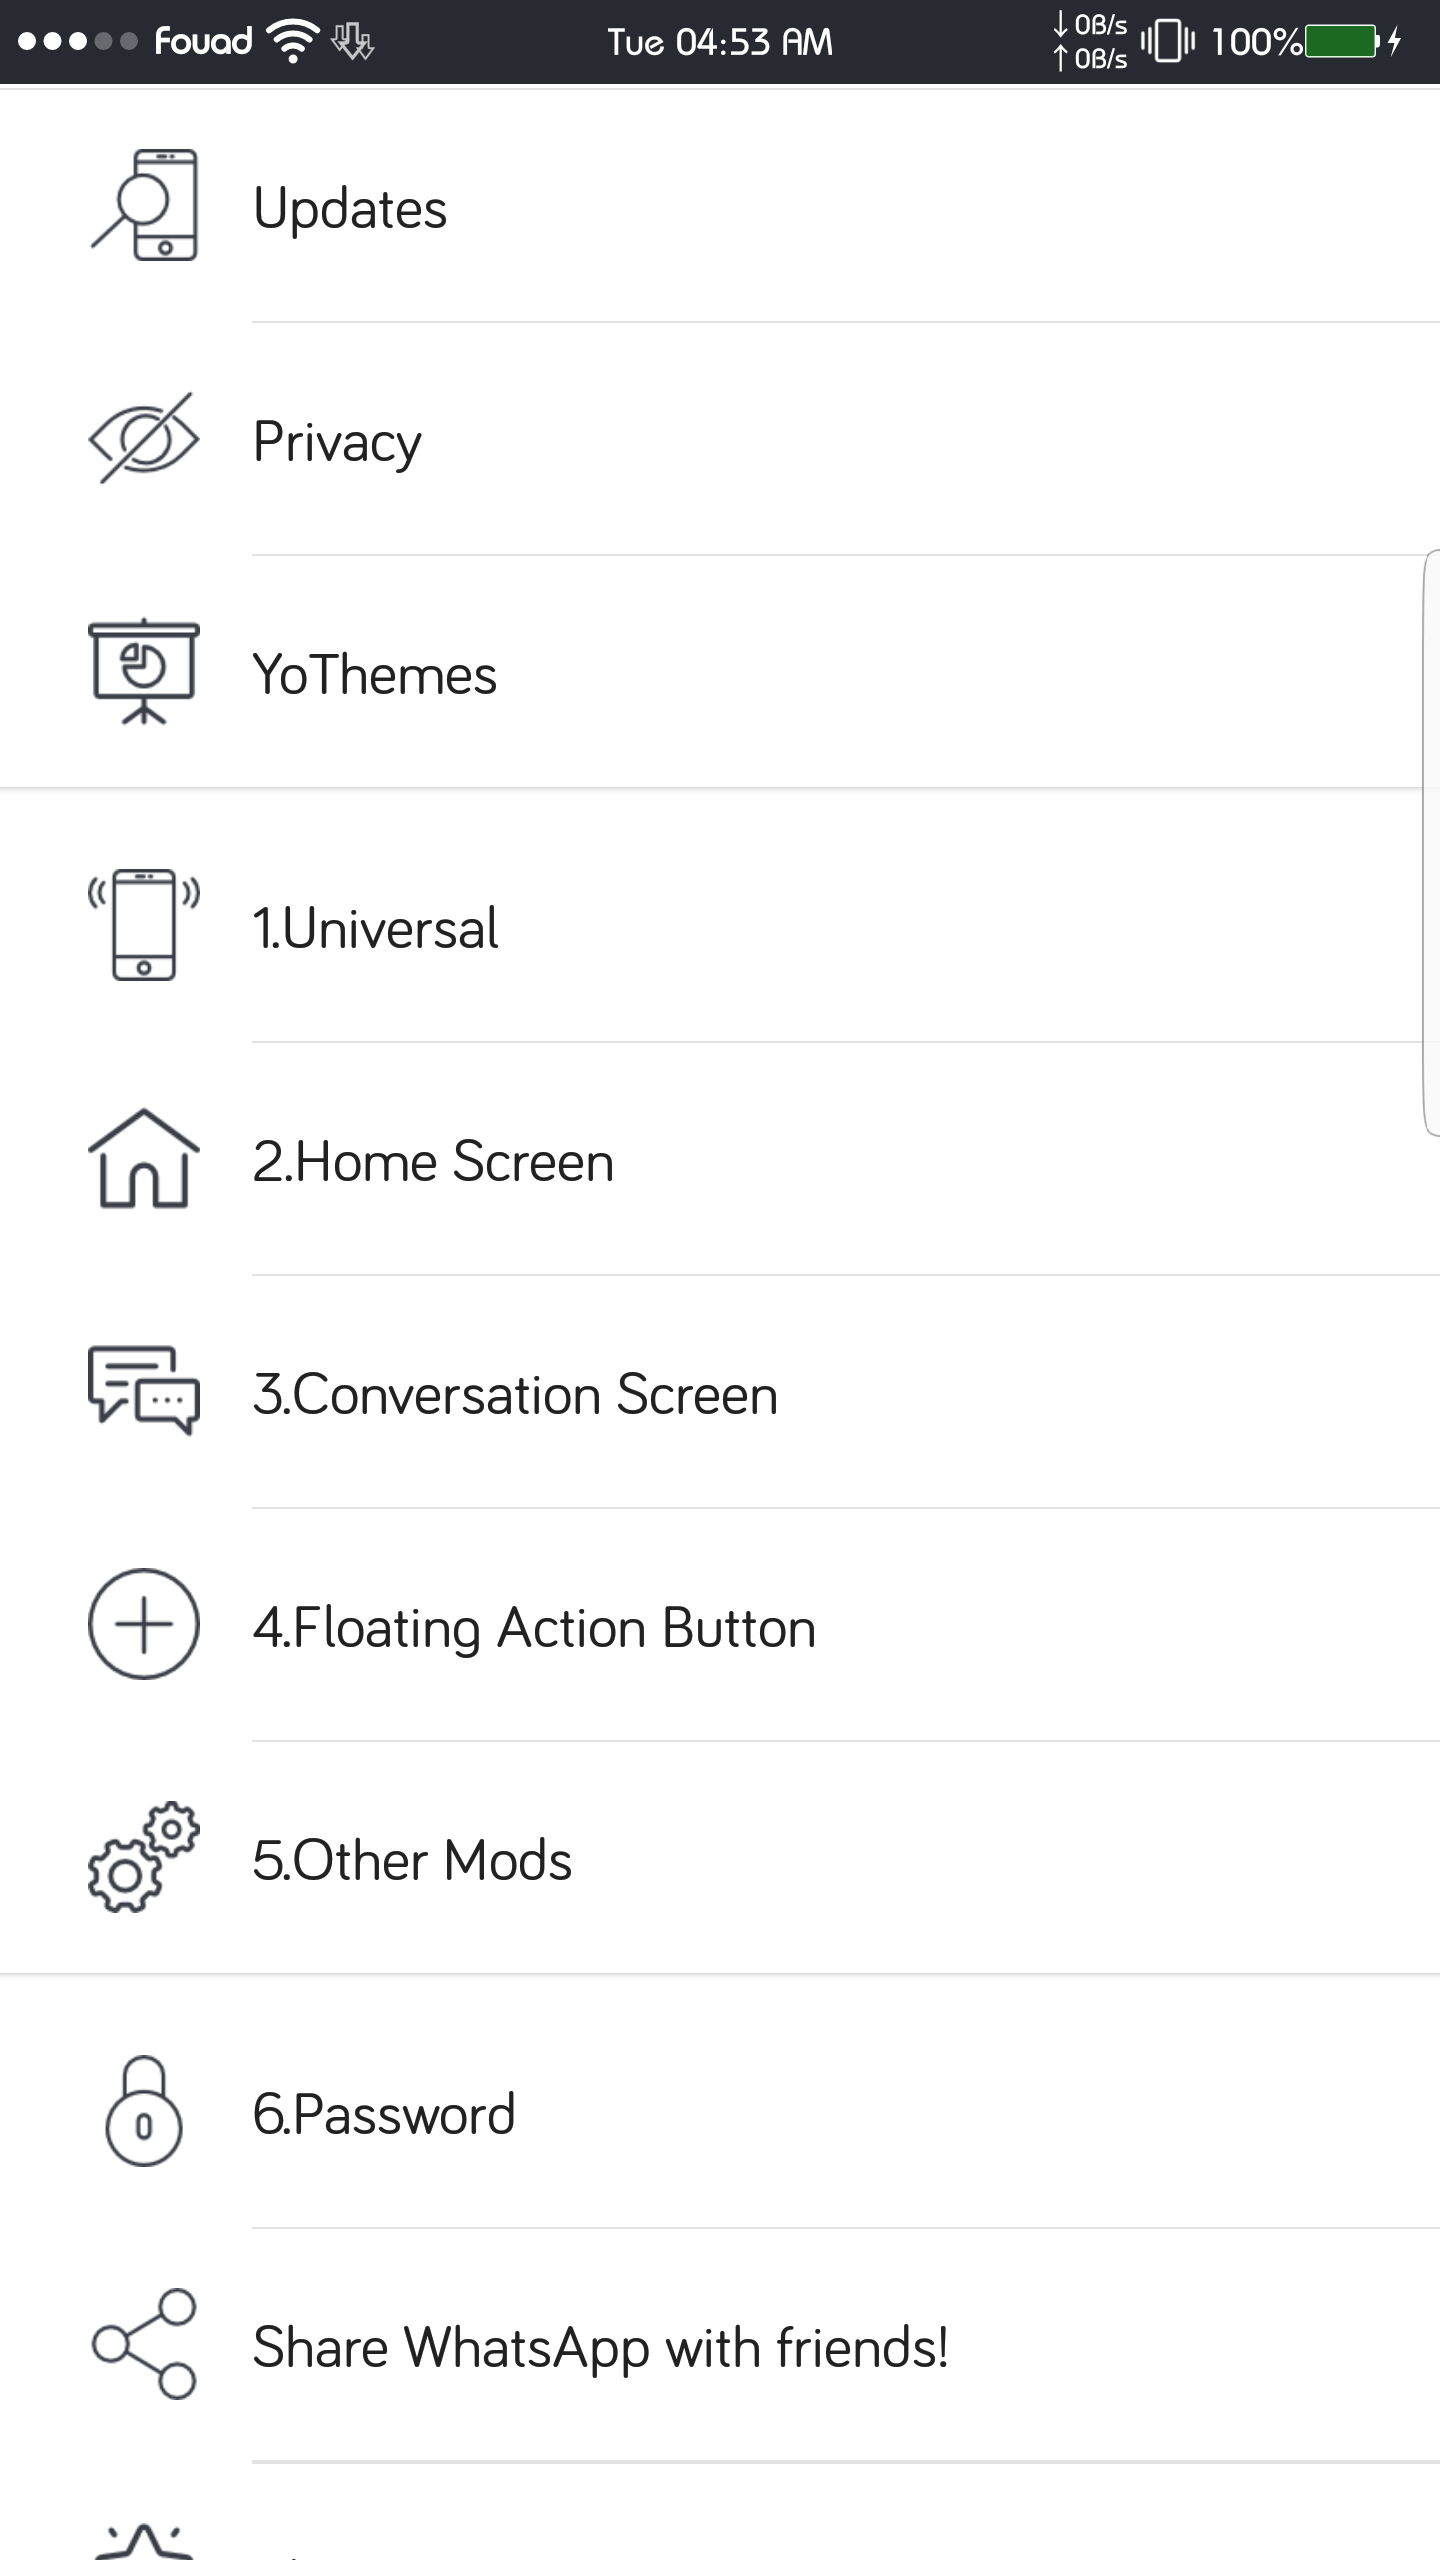 Fouad
Tue 04:53 AM
0B/s
0B/s
100%
Updates
Privacy
YoThemes
1.Universal
2.Home Screen
3.Conversation Screen
4.Floating Action Button
5.Other Mods
6.Password
Share WhatsApp with friends!